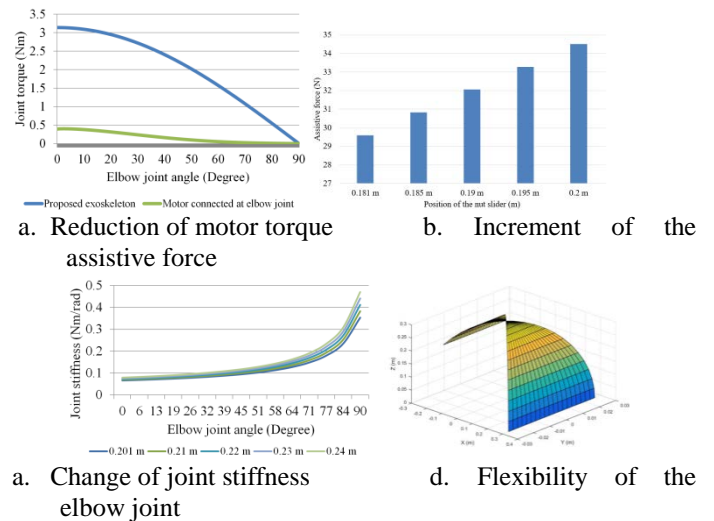 3.5
3
2.5
2
1.5
1
0.5
0
Joint torque (Nm)
0 10 20 30 40 50 60 70 80 90
Elbow joint angle (Degree)
Proposed exoskeleton Motor connected at elbow joint
35
34
33
32
31
30
29
28
27
Assistive force (N)
0.181 m 0.185 m 0.19 m 0.195 m 0.2 m
Position of the nut slider (m)
a. Reduction of motor torque b. Increment of the
assistive force
0.5
0.4
0.3
0.2
0.1
0
Joint stiffness (Nm/rad)
0 6 13 19 26 32 39 45 51 58 64 71 77 84 90
Elbow joint angle (Degree)
0.201 m 0.21 m 0.22 m 0.23 m 0.24 m
Z (m)
X (m)
Y (m)
a. Change of joint stiffness d. Flexibility of the
elbow joint